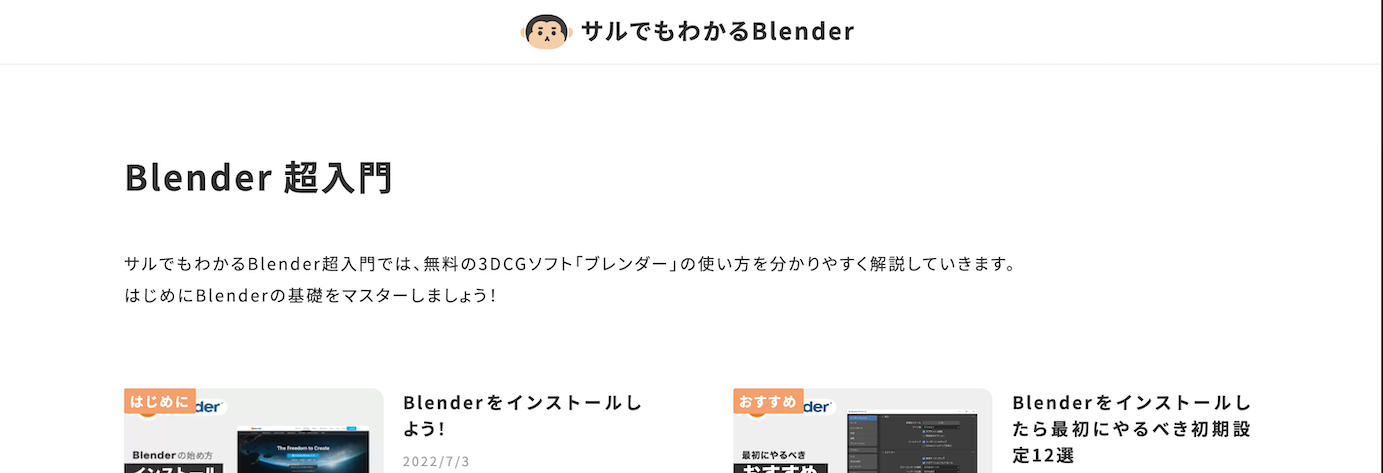 サルでもわかるBlender
Blender 超入門
サルでもわかるBlender超入門では、無料の3DCGソフト「ブレンダー」の使い方を分かりやすく解説していきます。
はじめにBlenderの基礎をマスターしましょう！
はじめに
der
The Freedom to Create
Blenderの始め方
インストール
Blenderをインストールし
よう！
2022/7/3
おすすめ
der
最初にやるべき
おすすめ
Blenderをインストールし
たら最初にやるべき初期設
定12選